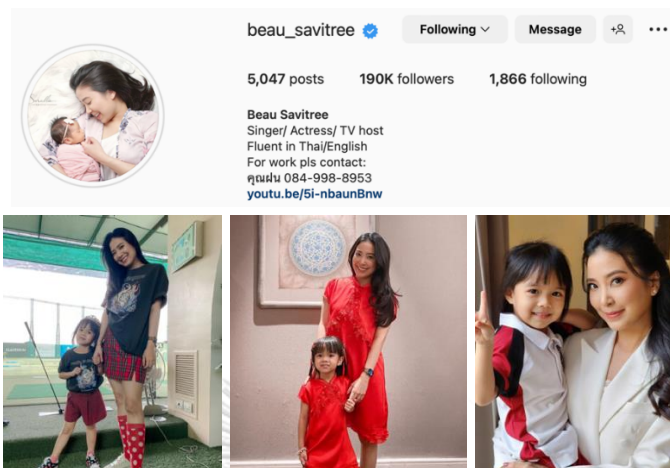 beau_savitree
Following
Message
5,047 posts 190K followers 1,866 following
Beau Savitree
Singer/ Actress/ TV host
Fluent in Thai/English
For work pls contact:
คุณฝน 084-998-8953
youtu.be/5i-nbaunBnw